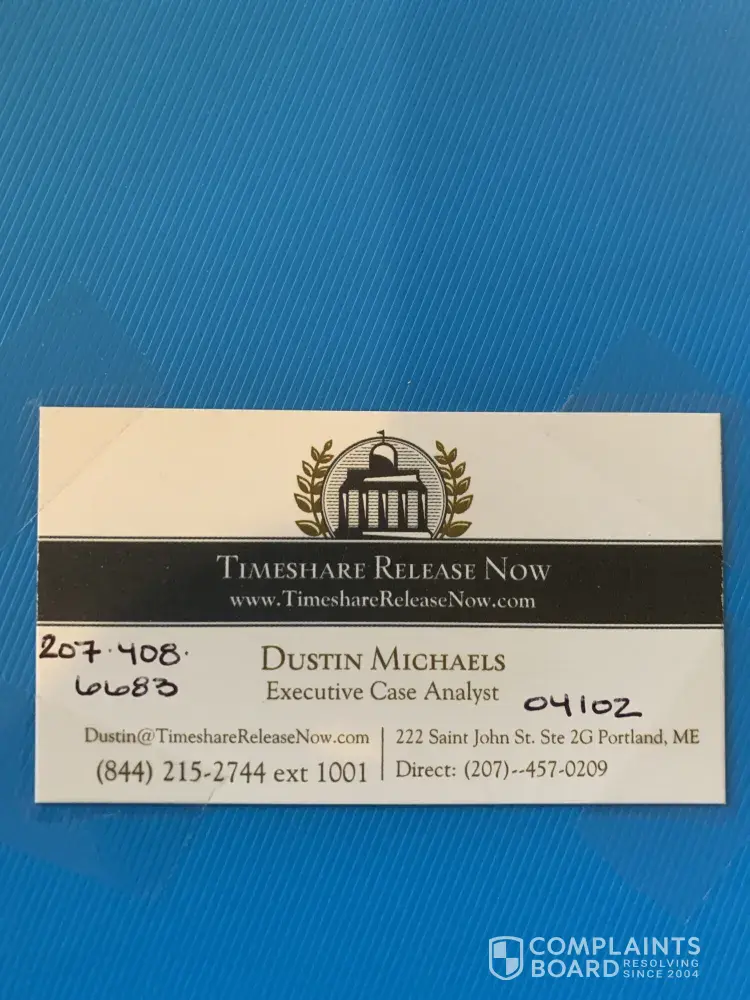 TIMESHARE RELEASE NOW
www.TimeshareReleaseNow.com
207·408·
6683
DUSTIN MICHAELS
Executive Case Analyst
04102
Dustin@TimeshareReleaseNow.com
(844) 215-2744 ext 1001
222 Saint John St. Ste 2G Portland, ME
Direct: (207)--457-0209
COMPLAINTS
BOARD RESOLVING
SINCE 2004